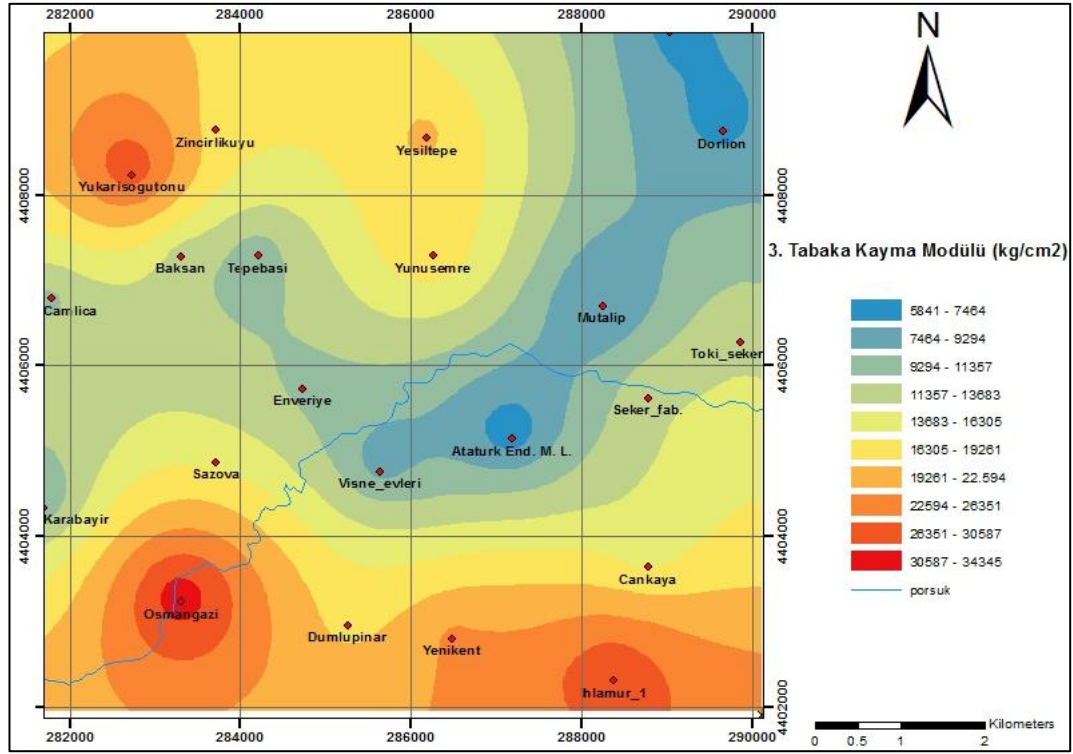 282000 284000 286000 288000 290000
N
Zincirlikuyu
Yesiltepe
Dorlion
Yukarisogutonu
4408000 4408000
3. Tabaka Kayma Modülü (kg/cm2)
Baksan
Tepebasi
Yunusemre
Camlica
Mutalip
Toki_seker
4406000 4406000
Enveriye
Seker_fab.
Ataturk End. M. L.
Sazova
Visne_evleri
Karabayir
4404000 4404000
Cankaya
Osmangazi
Dumlupinar
Yenikent
Ihlamur_1
4402000
5841 - 7464
7464 - 9294
9294 - 11357
11357 - 13683
13683 - 16305
16305 - 19261
19261 - 22.594
22594 - 26351
26351 - 30587
30587 - 34345
porsuk
Kilometers
0 0.5 1 2
282000 284000 286000 288000 290000